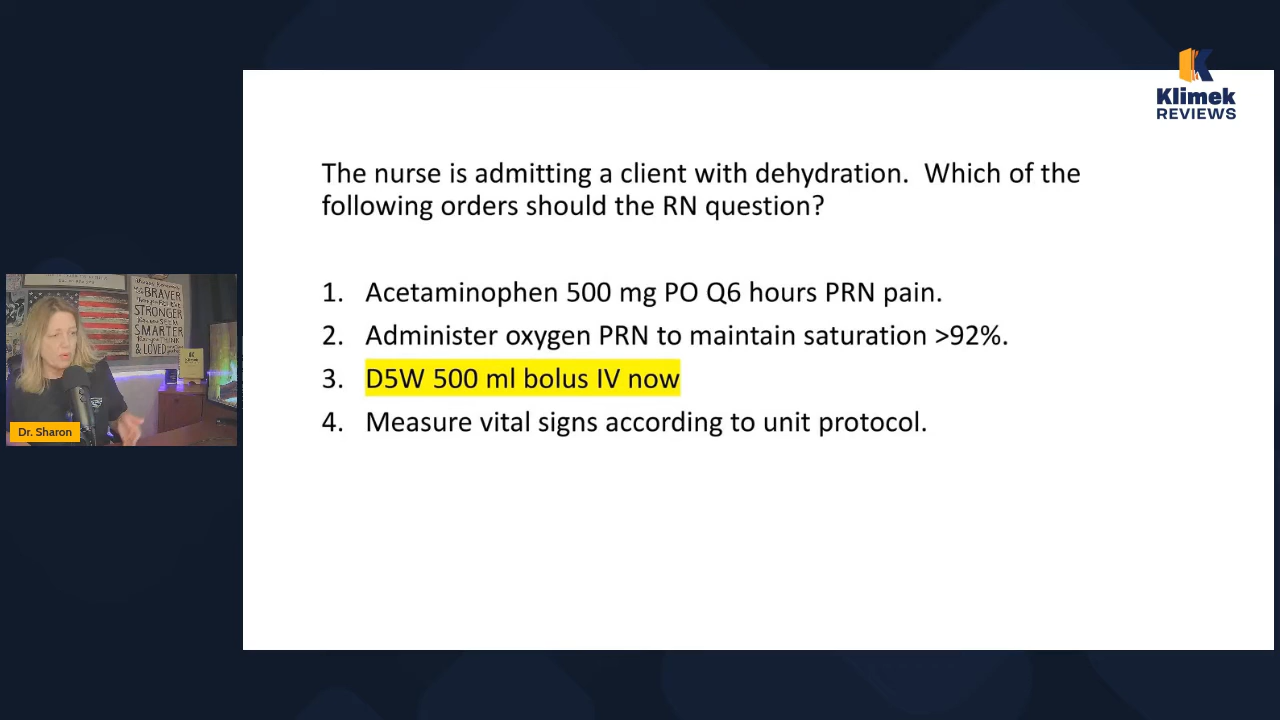 Klimek
REVIEWS
The nurse is admitting a client with dehydration.  Which of the
following orders should the RN question?
1. Acetaminophen 500 mg PO Q6 hours PRN pain.
2. Administer oxygen PRN to maintain saturation >92%.
3. D5W 500 ml bolus IV now
4. Measure vital signs according to unit protocol.
BRAVER
STRONGER
SMARTER
& LOVED
Dr. Sharon